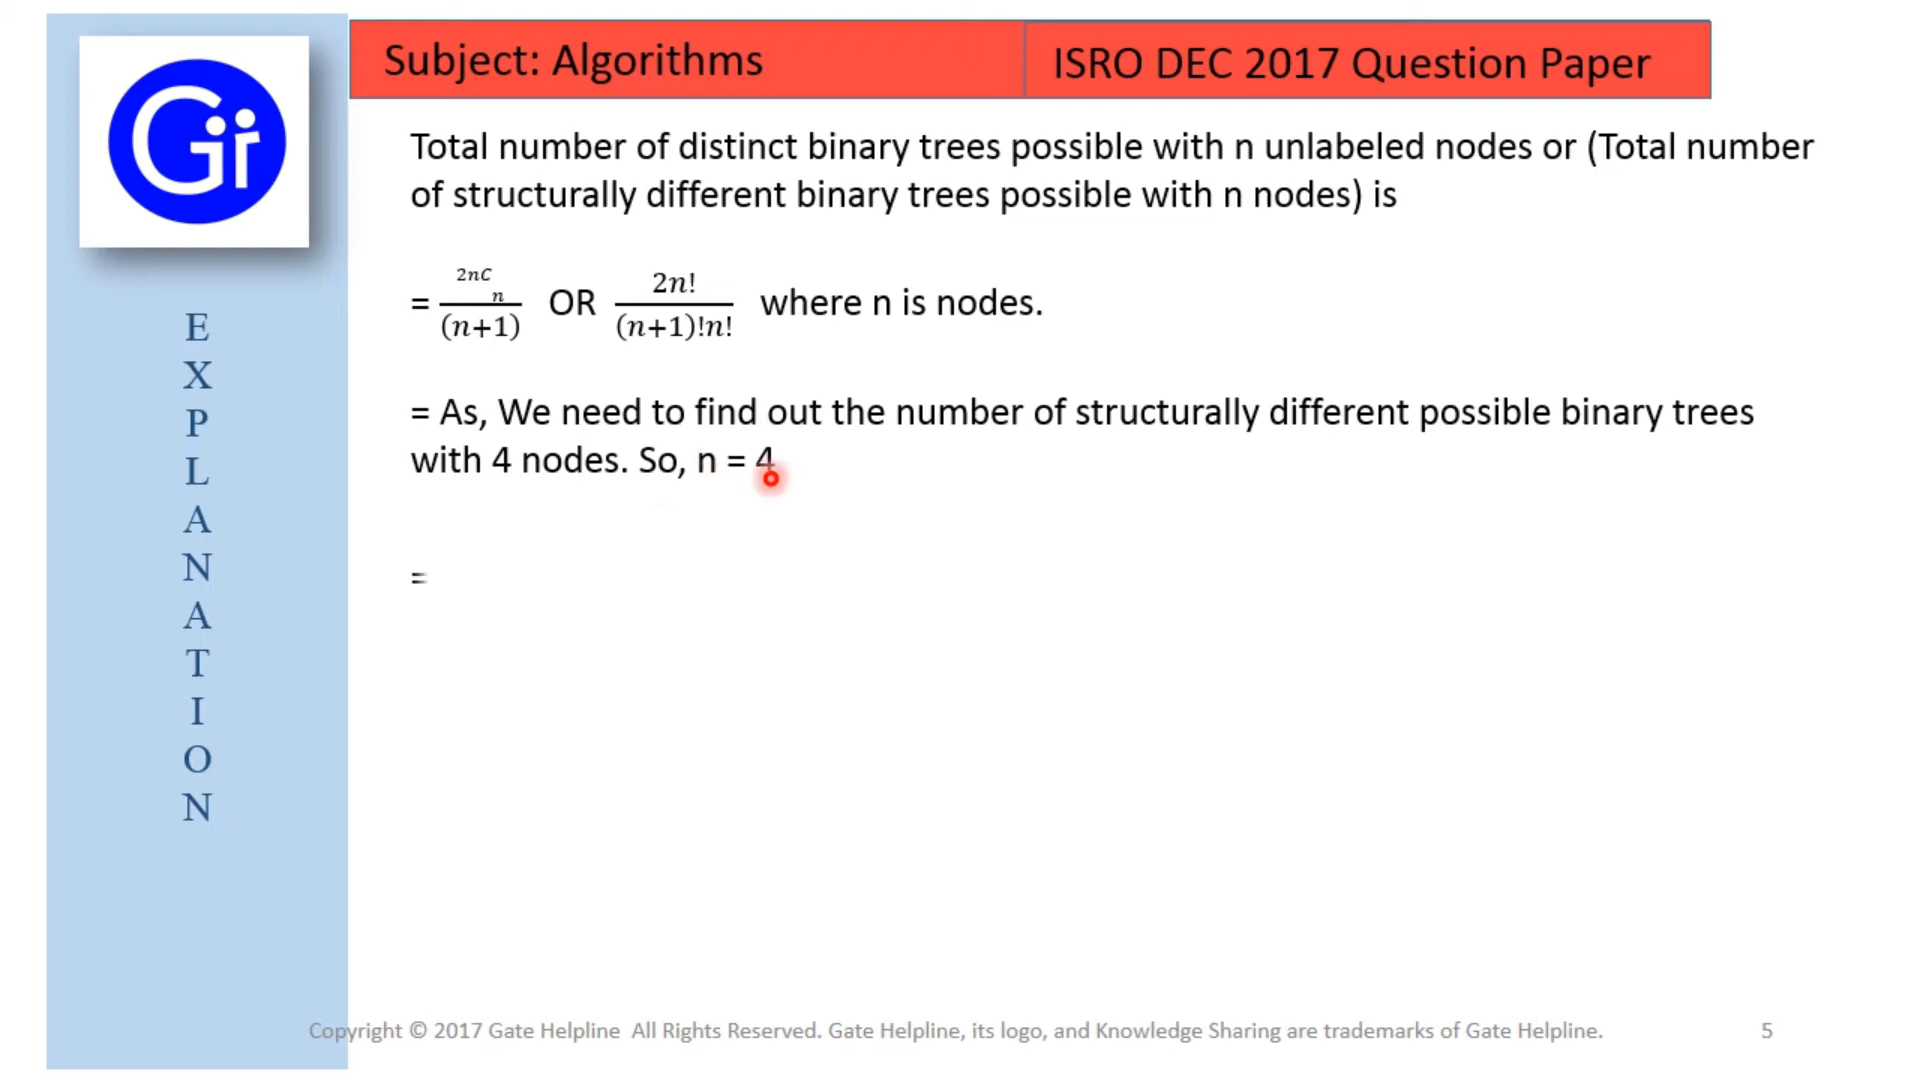 Gi
Subject: Algorithms
ISRO DEC 2017 Question Paper
E
X
P
L
A
N
A
T
I
O
N
Total number of distinct binary trees possible with n unlabeled nodes or (Total number
of structurally different binary trees possible with n nodes) is
= 2nC n / (n+1) OR 2n! / (n+1)!n! where n is nodes.
= As, We need to find out the number of structurally different possible binary trees
with 4 nodes. So, n = 4
=
Copyright © 2017 Gate Helpline All Rights Reserved. Gate Helpline, its logo, and Knowledge Sharing are trademarks of Gate Helpline.
5